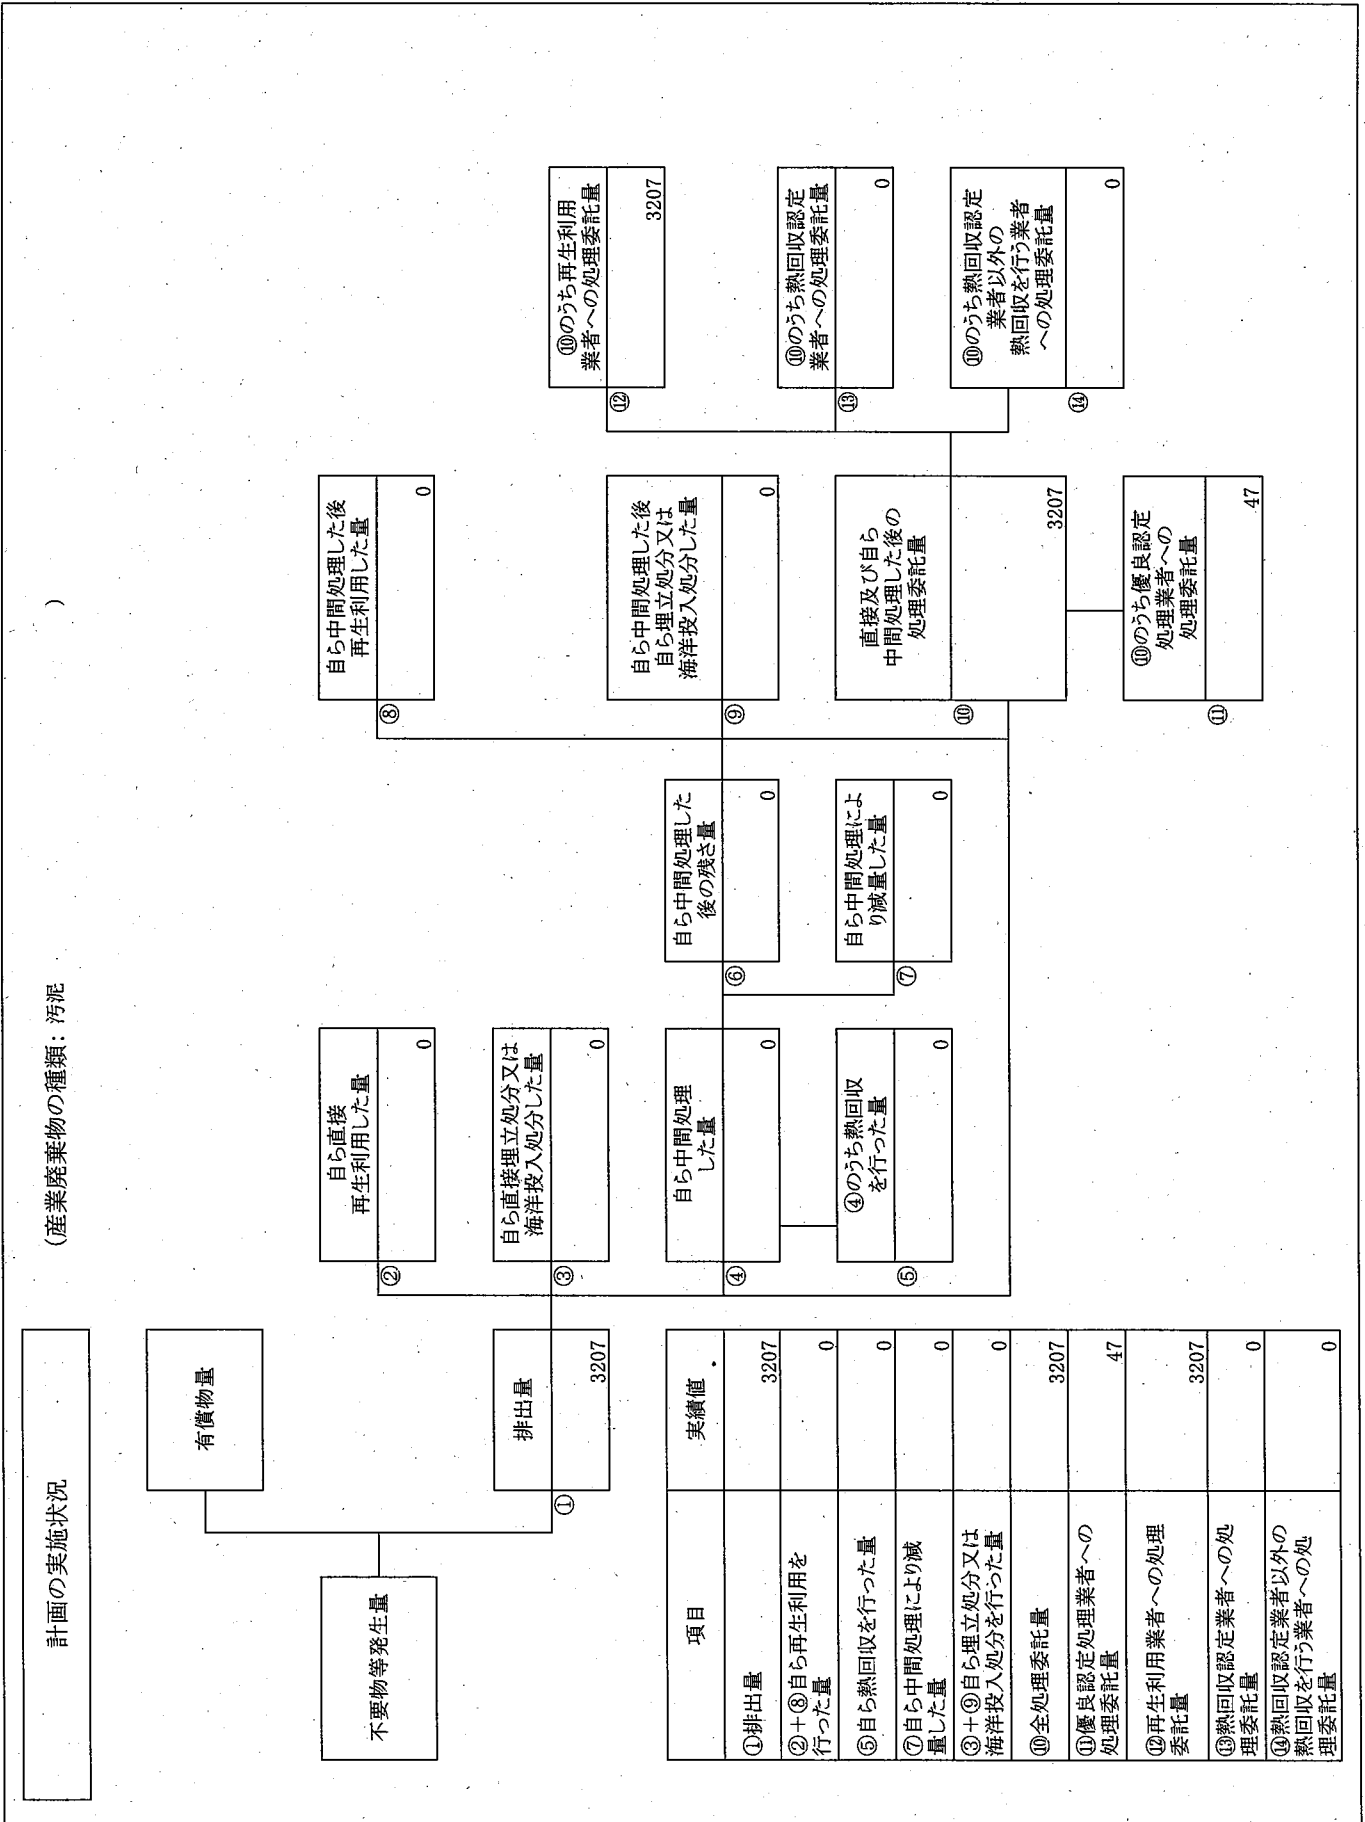 計画の実施状況
(産業廃棄物の種類：汚泥
)
不要物等発生量
有償物量
①
排出量
3207
②
自ら直接
再生利用した量
0
③
自ら直接埋立処分又は
海洋投入処分した量
0
④
自ら中間処理
した量
0
⑤
④のうち熱回収
を行った量
0
⑥
自ら中間処理した
後の残さ量
0
⑦
自ら中間処理によ
り減量した量
0
⑧
自ら中間処理した後
再生利用した量
0
⑨
自ら中間処理した後
自ら埋立処分又は
海洋投入処分した量
0
⑩
直接及び自ら
中間処理した後の
処理委託量
3207
⑪
⑩のうち優良認定
処理業者への
処理委託量
47
⑫
⑩のうち再生利用
業者への処理委託量
3207
⑬
⑩のうち熱回収認定
業者への処理委託量
0
⑭
⑩のうち熱回収認定
業者以外の
熱回収を行う業者
への処理委託量
0
項目
実績値
①排出量
3207
②+⑧自ら再生利用を
行った量
0
⑤自ら熱回収を行った量
0
⑦自ら中間処理により減
量した量
0
③+⑨自ら埋立処分又は
海洋投入処分を行った量
0
⑩全処理委託量
3207
⑪優良認定処理業者への
処理委託量
47
⑫再生利用業者への処理
委託量
3207
⑬熱回収認定業者への処
理委託量
0
⑭熱回収認定業者以外の
熱回収を行う業者への処
理委託量
0